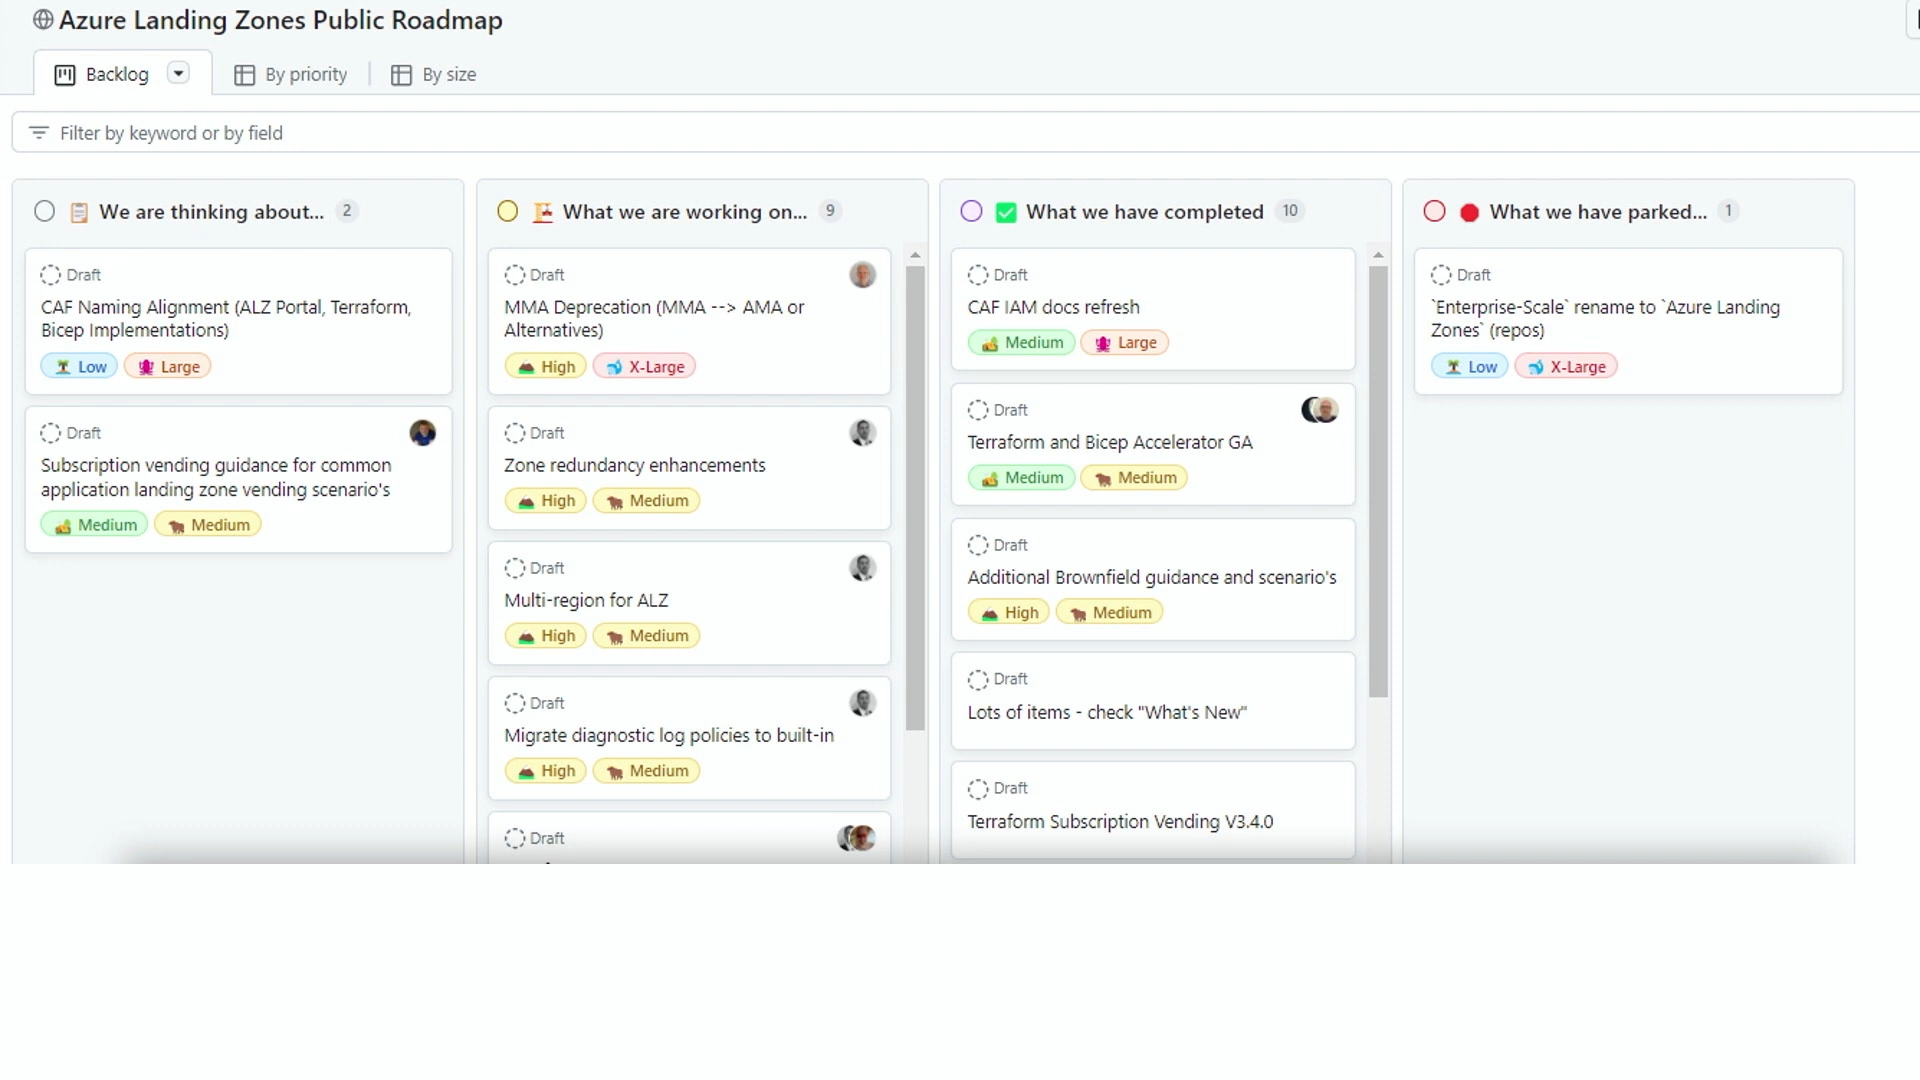 Azure Landing Zones Public Roadmap
Backlog
By priority
By size
Filter by keyword or by field
We are thinking about... 2
Draft
CAF Naming Alignment (ALZ Portal, Terraform,
Bicep Implementations)
Low Large
Draft
Subscription vending guidance for common
application landing zone vending scenario's
Medium Medium
What we are working on... 9
Draft
MMA Deprecation (MMA --> AMA or
Alternatives)
High X-Large
Draft
Zone redundancy enhancements
High Medium
Draft
Multi-region for ALZ
High Medium
Draft
Migrate diagnostic log policies to built-in
High Medium
Draft
What we have completed 10
Draft
CAF IAM docs refresh
Medium Large
Draft
Terraform and Bicep Accelerator GA
Medium Medium
Draft
Additional Brownfield guidance and scenario's
High Medium
Draft
Lots of items - check "What's New"
Draft
Terraform Subscription Vending V3.4.0
What we have parked... 1
Draft
`Enterprise-Scale` rename to `Azure Landing
Zones` (repos)
Low X-Large